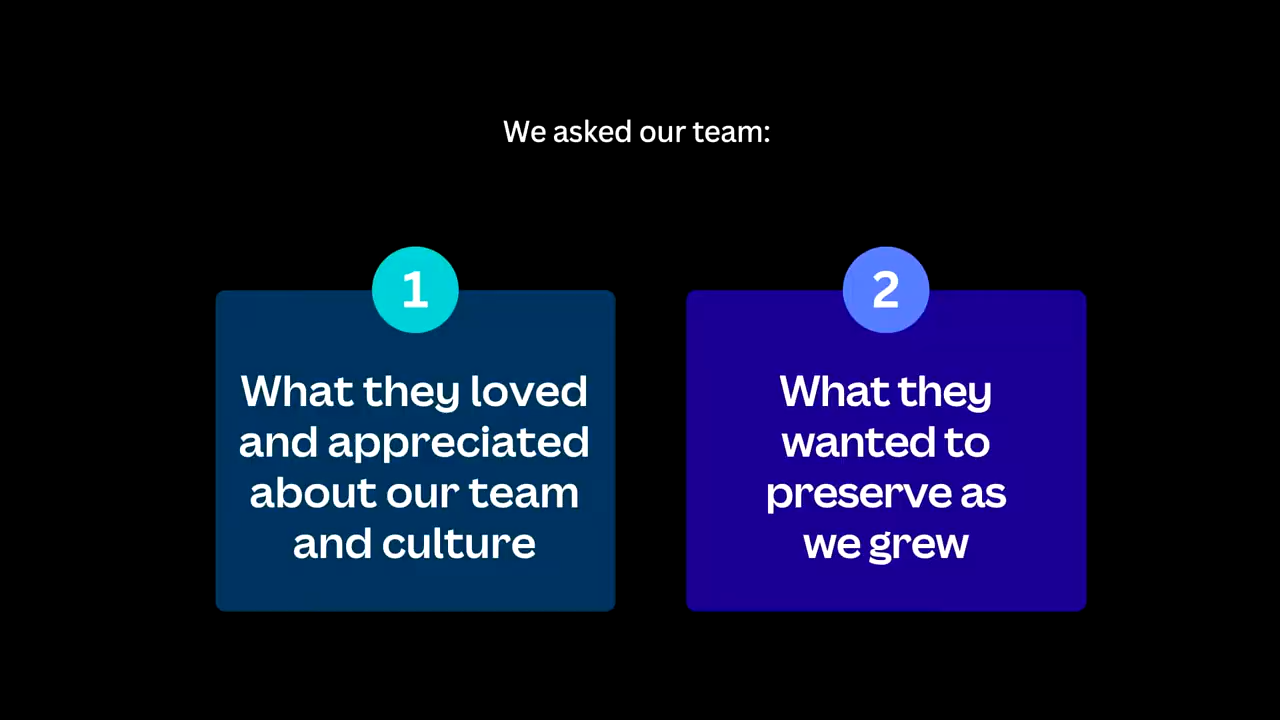 We asked our team:
1
What they loved
and appreciated
about our team
and culture
2
What they
wanted to
preserve as
we grew